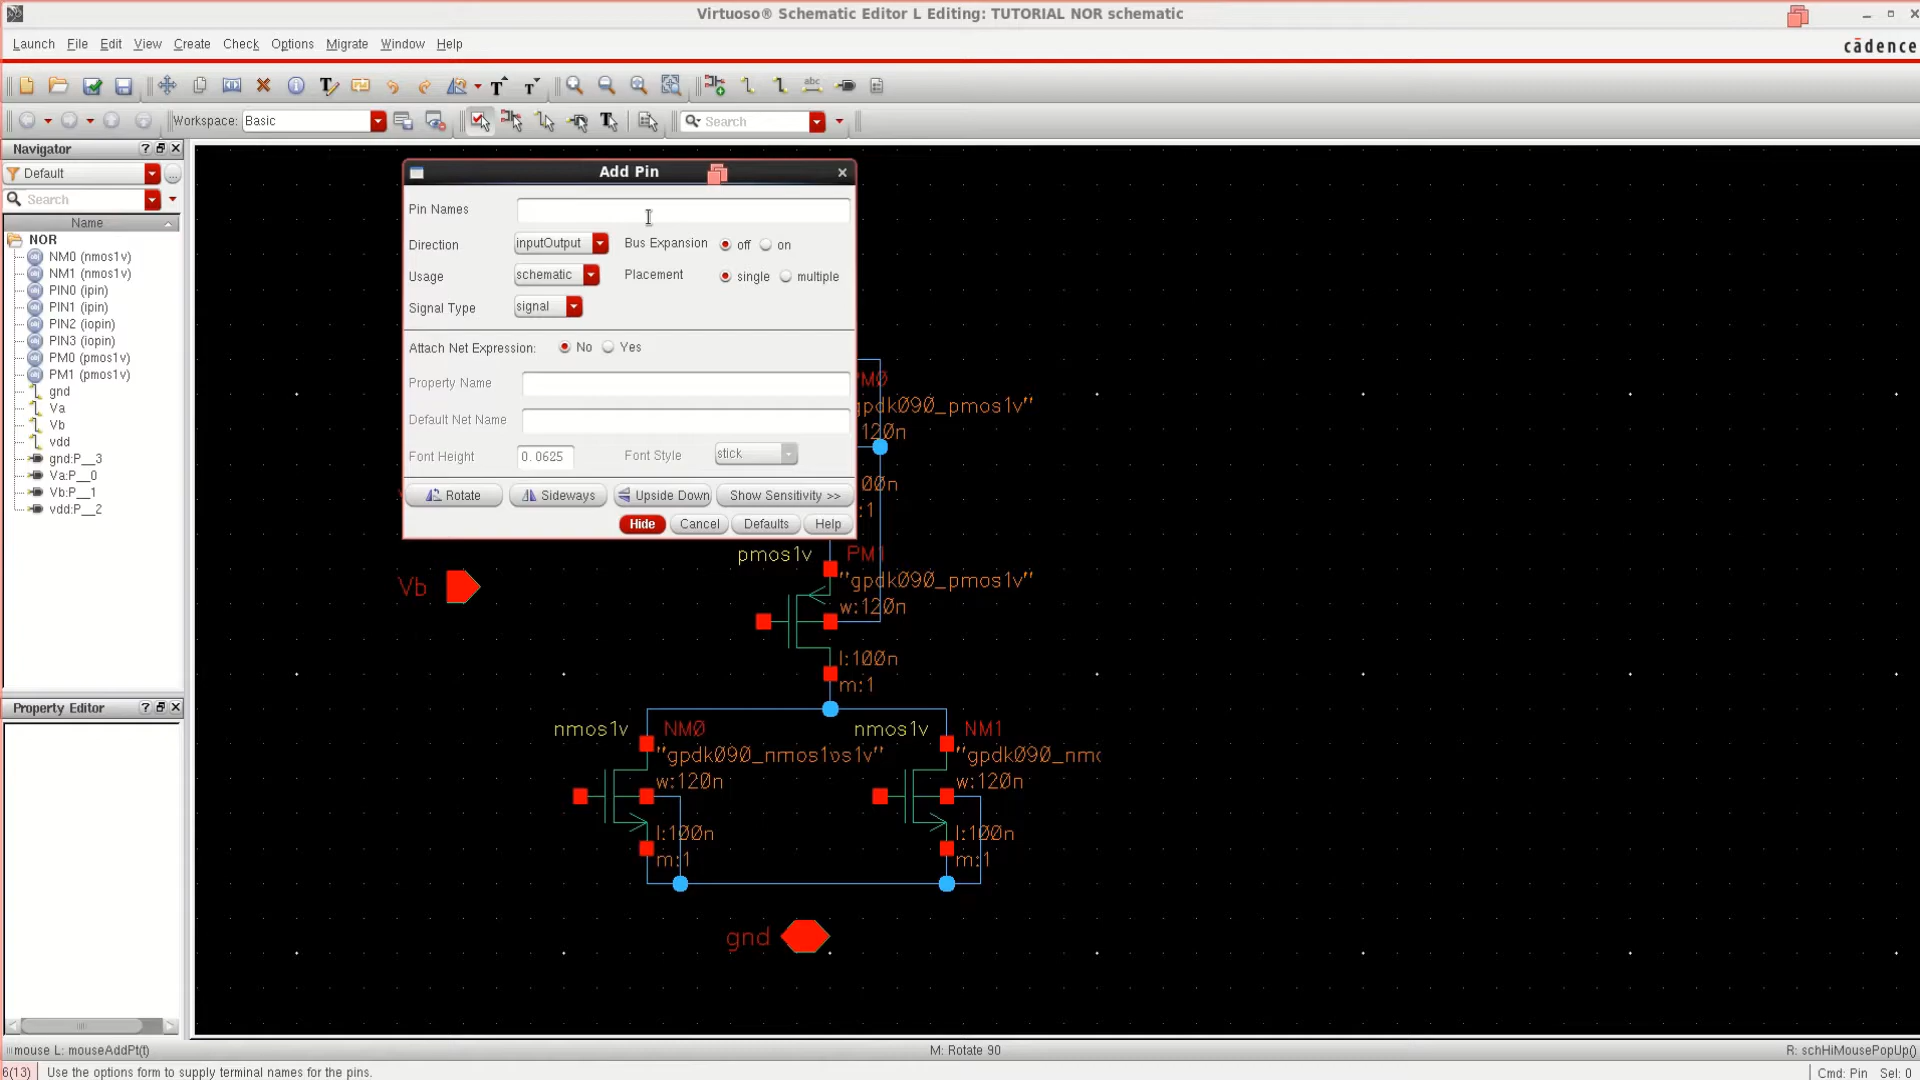 Virtuoso® Schematic Editor L Editing: TUTORIAL NOR schematic
Launch File Edit View Create Check Options Migrate Window Help
cādence
Workspace: Basic
Search
Navigator
Default
Search
Name
NOR
NM0 (nmos1v)
NM1 (nmos1v)
PIN0 (ipin)
PIN1 (ipin)
PIN2 (iopin)
PIN3 (iopin)
PM0 (pmos1v)
PM1 (pmos1v)
gnd
Va
Vb
vdd
gnd:P__3
Va:P__0
Vb:P__1
vdd:P__2
Property Editor
Add Pin
Pin Names
Direction inputOutput Bus Expansion off on
Usage schematic Placement single multiple
Signal Type signal
Attach Net Expression: No Yes
Property Name
Default Net Name
Font Height 0.0625 Font Style stick
Rotate Sideways Upside Down Show Sensitivity >>
Hide Cancel Defaults Help
gpdk090_pmos1v"
120n
:1
Vb
pmos1v PM1
"gpdk090_pmos1v"
w:120n
l:100n
m:1
nmos1v NM0
w:120n
l:100n
m:1
nmos1v NM1
w:120n
l:100n
m:1
gnd
mouse L: mouseAddPt(t) M: Rotate 90 R: schHiMousePopUp()
6(13) Use the options form to supply terminal names for the pins. Cmd: Pin Sel: 0